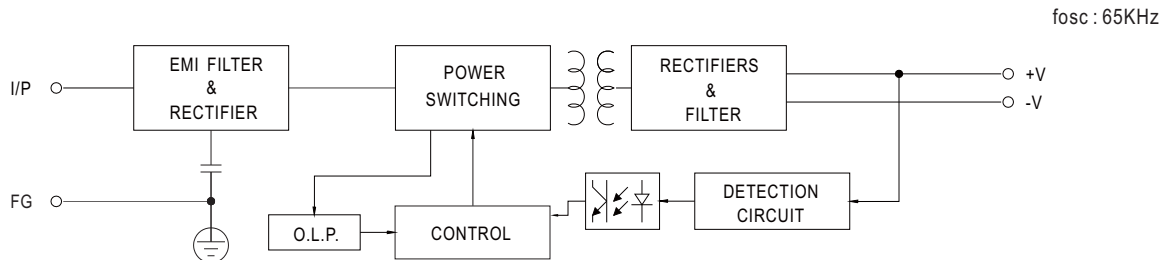 fosc : 65KHz
I/P
EMI FILTER
&
RECTIFIER
POWER
SWITCHING
RECTIFIERS
&
FILTER
+V
-V
FG
O.L.P.
CONTROL
DETECTION
CIRCUIT